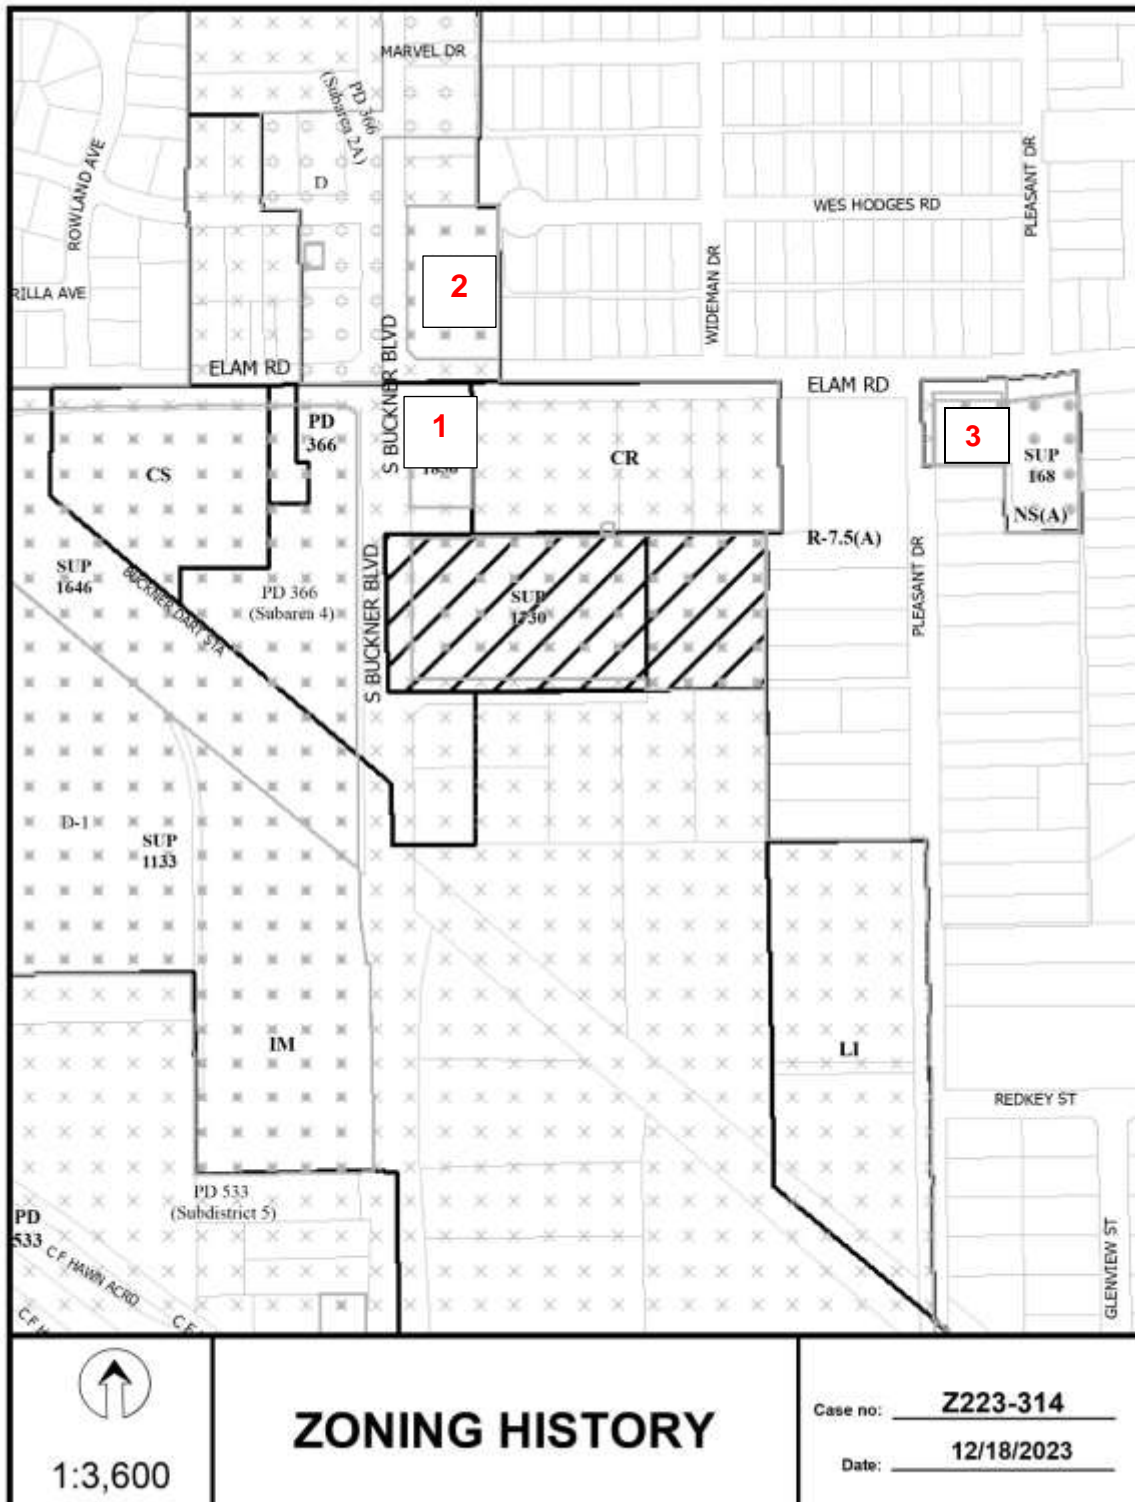 MARVEL DR
PD 366
(Subarea 2A)
D
ROWLAND AVE
PLEASANT DR
WES HODGES RD
WIDEMAN DR
2
RILLA AVE
S BUCKNER BLVD
ELAM RD
ELAM RD
PD
366
1
CR
3
SUP
168
NS(A)
CS
R-7.5(A)
SUP
1646
BUCKNER DART STA
PD 366
(Subarea 4)
S BUCKNER BLVD
SUP
1730
PLEASANT DR
D-1
SUP
1133
IM
LI
REDKEY ST
PD 533
(Subdistrict 5)
PD
533
C F HAWN ACRD
C F H
C F
GLENVIEW ST
1:3,600
ZONING HISTORY
Case no: Z223-314
Date: 12/18/2023